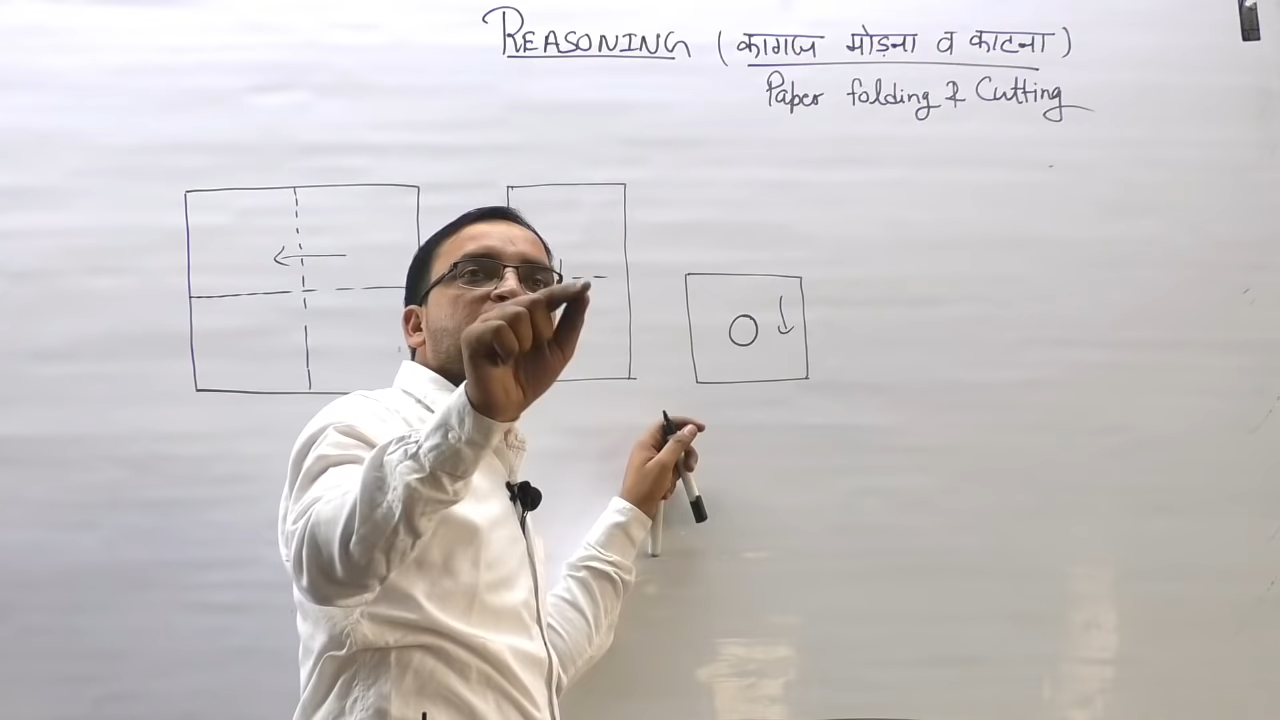 REASONING (कागज मोड़ना व काटना)
Paper folding & Cutting